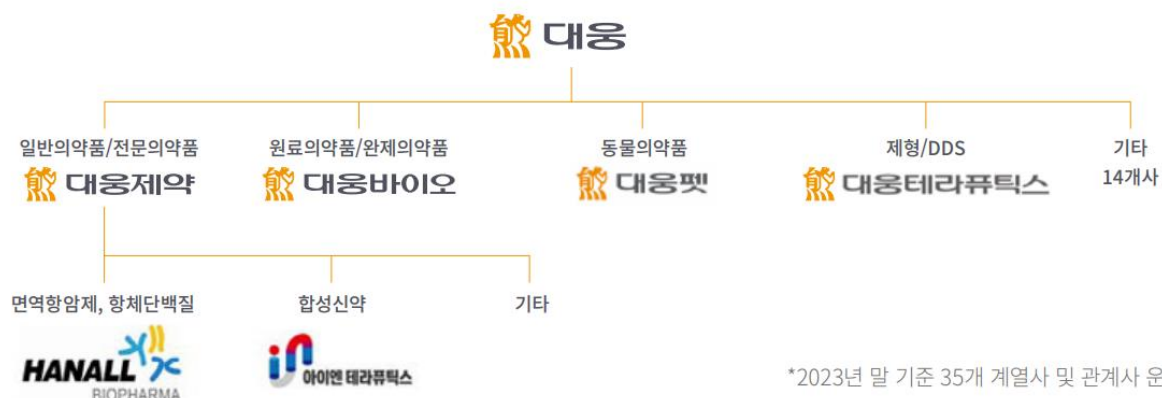 대웅
일반의약품/전문의약품
대웅제약
원료의약품/완제의약품
대웅바이오
동물의약품
대웅펫
제형/DDS
대웅테라퓨틱스
기타
14개사
면역항암제, 항체단백질
HANALL
BIOPHARMA
합성신약
아이엔 테라퓨틱스
기타
*2023년 말 기준 35개 계열사 및 관계사 운